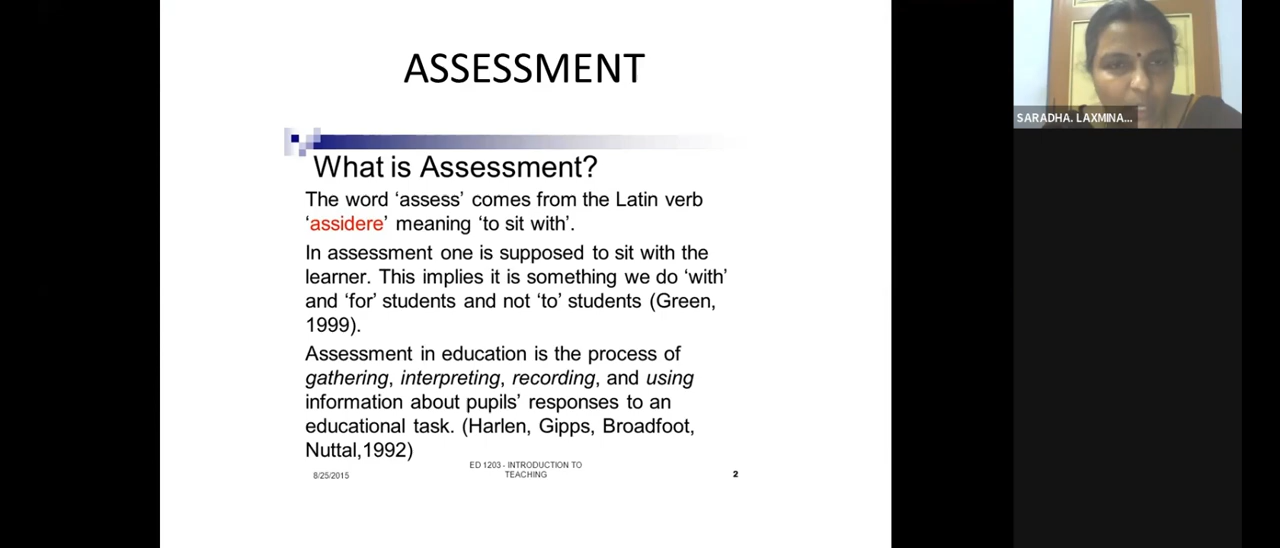 ASSESSMENT
What is Assessment?
The word ‘assess’ comes from the Latin verb
‘assidere’ meaning ‘to sit with’.
In assessment one is supposed to sit with the
learner. This implies it is something we do ‘with’
and ‘for’ students and not ‘to’ students (Green,
1999).
Assessment in education is the process of
gathering, interpreting, recording, and using
information about pupils’ responses to an
educational task. (Harlen, Gipps, Broadfoot,
Nuttal,1992)
8/25/2015
ED 1203 - INTRODUCTION TO
TEACHING
2
SARADHA. LAXMINA...